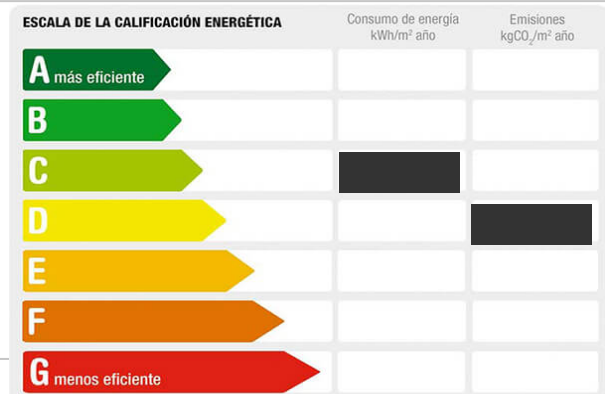 ESCALA DE LA CALIFICACIÓN ENERGÉTICA
Consumo de energía
kWh/m² año
Emisiones
kgCO₂/m² año
A más eficiente
B
C
D
E
F
G menos eficiente